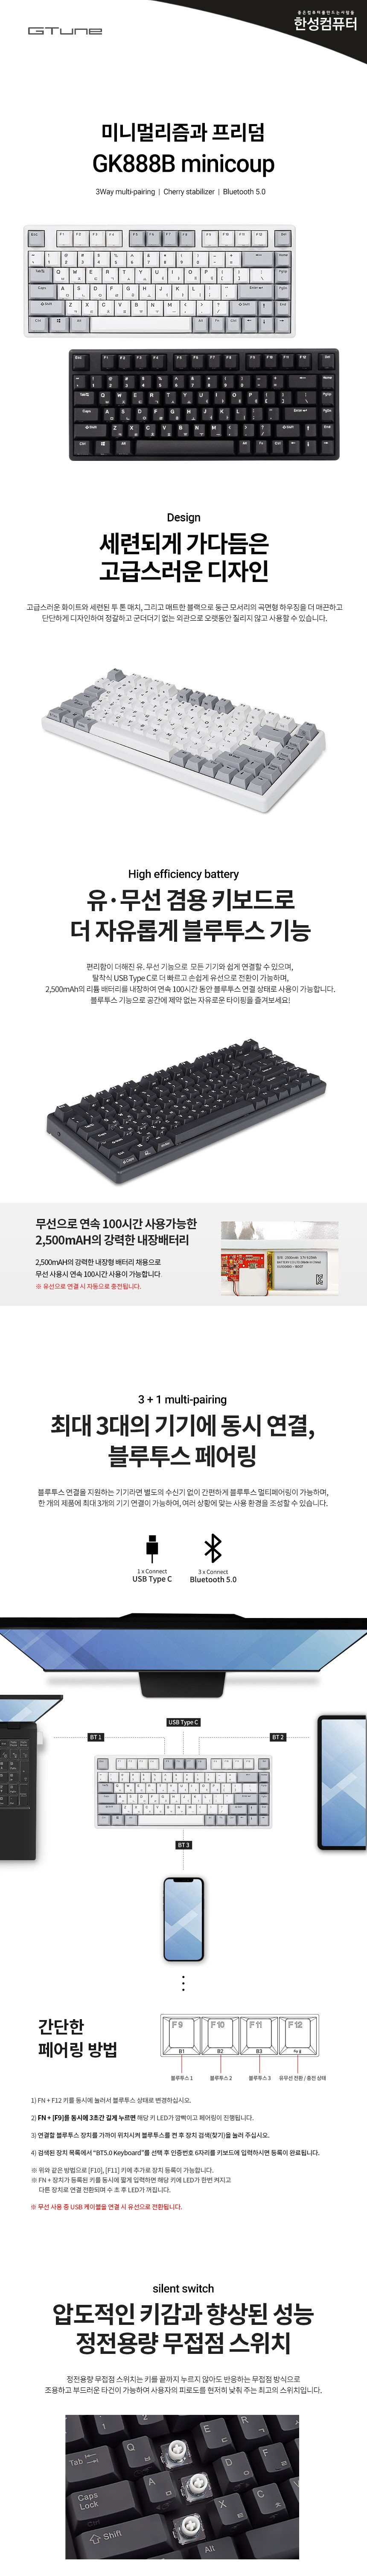 GTune
좋은컴퓨터를만드는사람들
한성컴퓨터
미니멀리즘과 프리덤
GK888B minicoup
3Way multi-pairing | Cherry stabilizer | Bluetooth 5.0
Design
세련되게 가다듬은
고급스러운 디자인
고급스러운 화이트와 세련된 투 톤 매치, 그리고 매트한 블랙으로 둥근 모서리의 곡면형 하우징을 더 매끈하고
단단하게 디자인하여 정갈하고 군더더기 없는 외관으로 오랫동안 질리지 않고 사용할 수 있습니다.
High efficiency battery
유·무선 겸용 키보드로
더 자유롭게 블루투스 기능
편리함이 더해진 유. 무선 기능으로 모든 기기와 쉽게 연결할 수 있으며,
탈착식 USB Type C로 더 빠르고 손쉽게 유선으로 전환이 가능하며,
2,500mAh의 리튬 배터리를 내장하여 연속 100시간 동안 블루투스 연결 상태로 사용이 가능합니다.
블루투스 기능으로 공간에 제약 없는 자유로운 타이핑을 즐겨보세요!
무선으로 연속 100시간 사용가능한
2,500mAH의 강력한 내장배터리
2,500mAH의 강력한 내장형 배터리 채용으로
무선 사용시 연속 100시간 사용이 가능합니다.
※ 유선으로 연결 시 자동으로 충전됩니다.
3 + 1 multi-pairing
최대 3대의 기기에 동시 연결,
블루투스 페어링
블루투스 연결을 지원하는 기기라면 별도의 수신기 없이 간편하게 블루투스 멀티페어링이 가능하며,
한 개의 제품에 최대 3개의 기기 연결이 가능하여, 여러 상황에 맞는 사용 환경을 조성할 수 있습니다.
1 x Connect
USB Type C
3 x Connect
Bluetooth 5.0
USB Type C
BT 1
BT 2
BT 3
간단한
페어링 방법
F9 F10 F11 F12
B1 B2 B3
블루투스 1 블루투스 2 블루투스 3 유무선 전환 / 충전 상태
1) FN + F12 키를 동시에 눌러서 블루투스 상태로 변경하십시오.
2) FN + [F9]를 동시에 3초간 길게 누르면 해당 키 LED가 깜빡이고 페어링이 진행됩니다.
3) 연결할 블루투스 장치를 가까이 위치시켜 블루투스를 켠 후 장치 검색(찾기)을 눌러 주십시오.
4) 검색된 장치 목록에서 “BT5.0 Keyboard”를 선택 후 인증번호 6자리를 키보드에 입력하시면 등록이 완료됩니다.
※ 위와 같은 방법으로 [F10], [F11] 키에 추가로 장치 등록이 가능합니다.
※ FN + 장치가 등록된 키를 동시에 짧게 입력하면 해당 키에 LED가 한번 켜지고
다른 장치로 연결 전환되며 수 초 후 LED가 꺼집니다.
※ 무선 사용 중 USB 케이블을 연결 시 유선으로 전환됩니다.
silent switch
압도적인 키감과 향상된 성능
정전용량 무접점 스위치
정전용량 무접점 스위치는 키를 끝까지 누르지 않아도 반응하는 무접점 방식으로
조용하고 부드러운 타건이 가능하여 사용자의 피로도를 현저히 낮춰 주는 최고의 스위치입니다.
Tab
Q
E
R
Caps
Lock
A
D
F
Shift
X
C
Alt